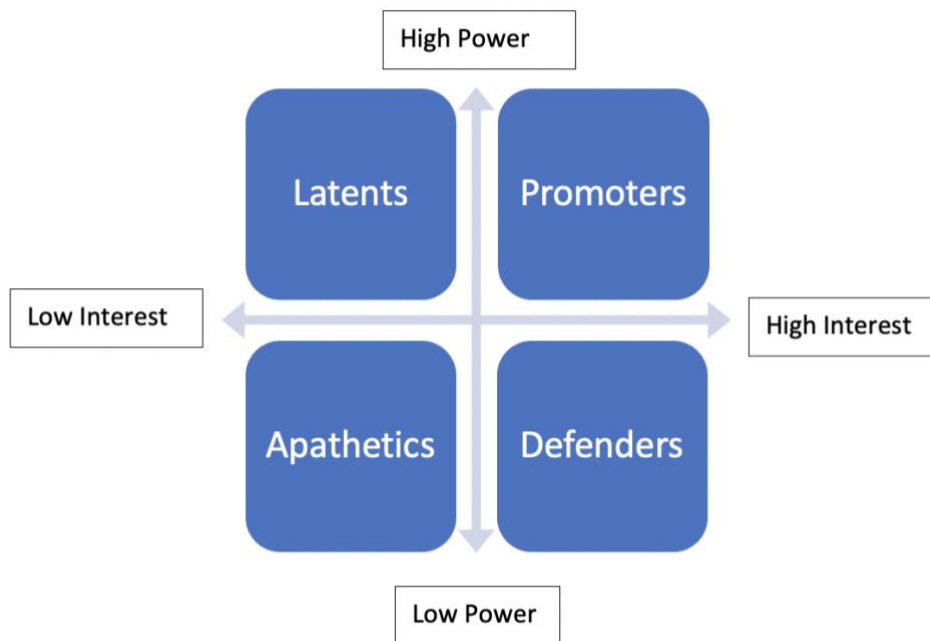 High Power
Latents
Promoters
Low Interest
High Interest
Apathetics
Defenders
Low Power